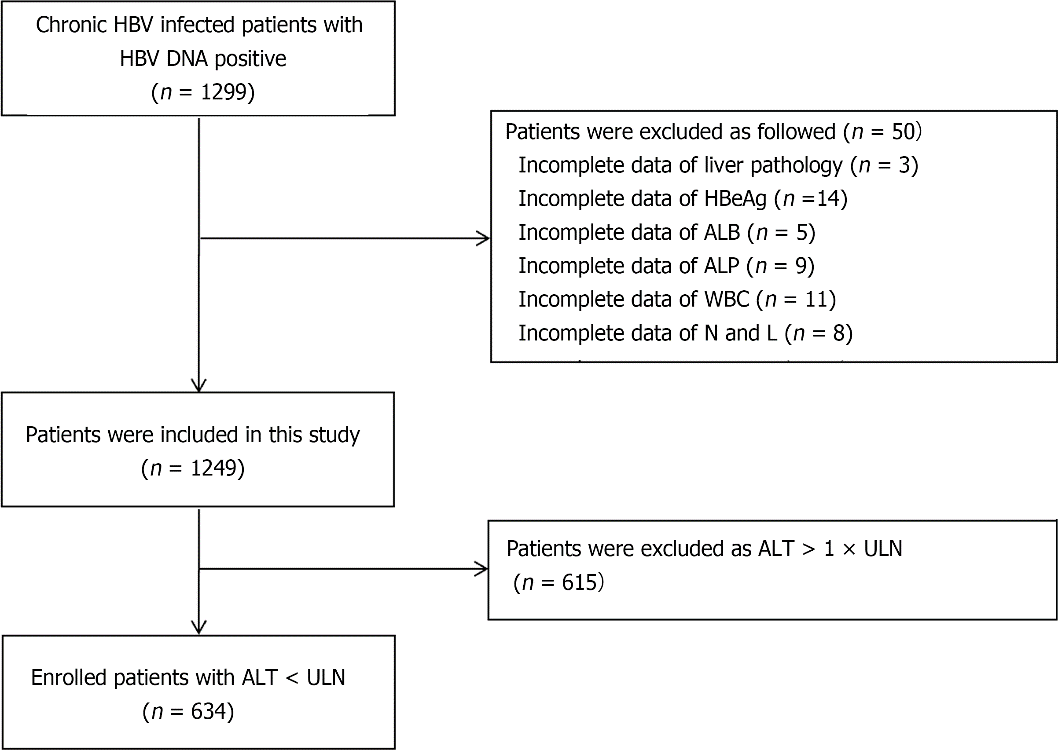 Chronic HBV infected patients with
HBV DNA positive
(n = 1299)
Patients were excluded as followed (n = 50)
Incomplete data of liver pathology (n = 3)
Incomplete data of HBeAg (n =14)
Incomplete data of ALB (n = 5)
Incomplete data of ALP (n = 9)
Incomplete data of WBC (n = 11)
Incomplete data of N and L (n = 8)
Patients were included in this study
(n = 1249)
Patients were excluded as ALT > 1 × ULN
(n = 615)
Enrolled patients with ALT < ULN
(n = 634)